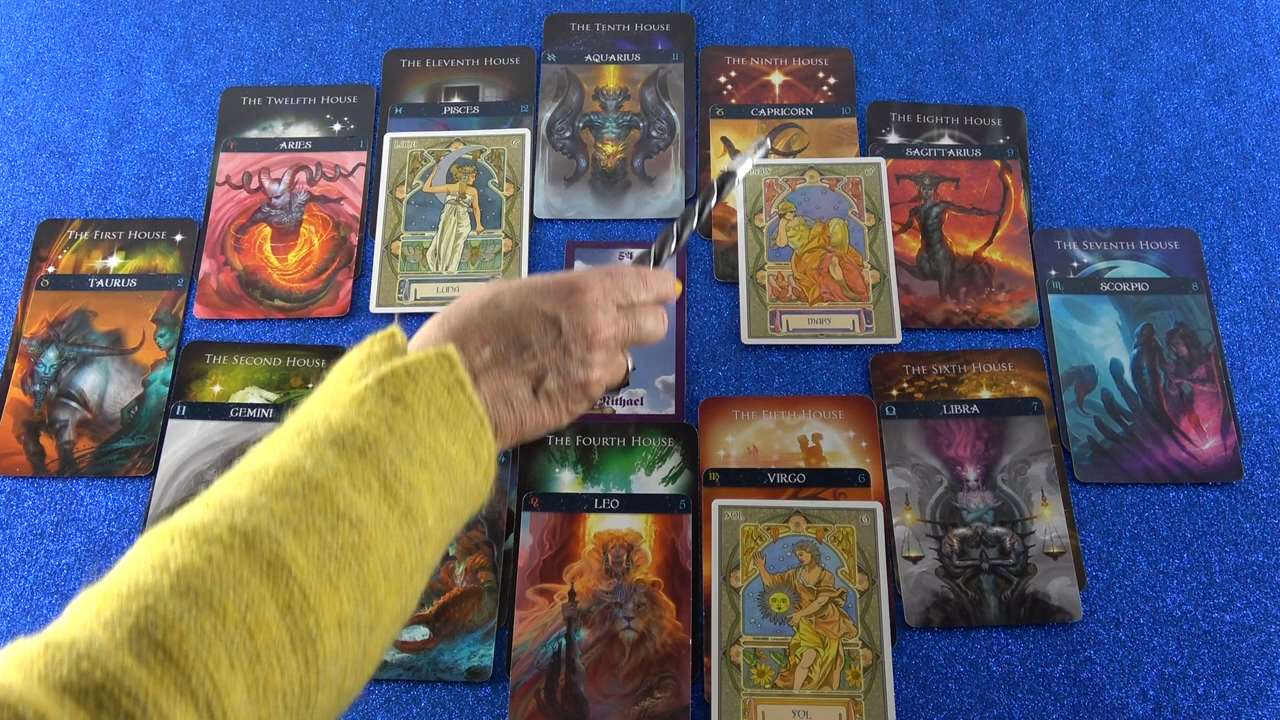 THE TENTH HOUSE
AQUARIUS 11
THE ELEVENTH HOUSE
PISCES 12
LUNA
LUNA
THE NINTH HOUSE
CAPRICORN 10
MARS
THE TWELFTH HOUSE
ARIES 1
THE EIGHTH HOUSE
SAGITTARIUS 9
THE FIRST HOUSE
TAURUS 2
THE SEVENTH HOUSE
SCORPIO 8
54
Nithael
THE SECOND HOUSE
GEMINI
THE FOURTH HOUSE
LEO 5
THE FIFTH HOUSE
VIRGO 6
SOL
SOL
THE SIXTH HOUSE
LIBRA 7